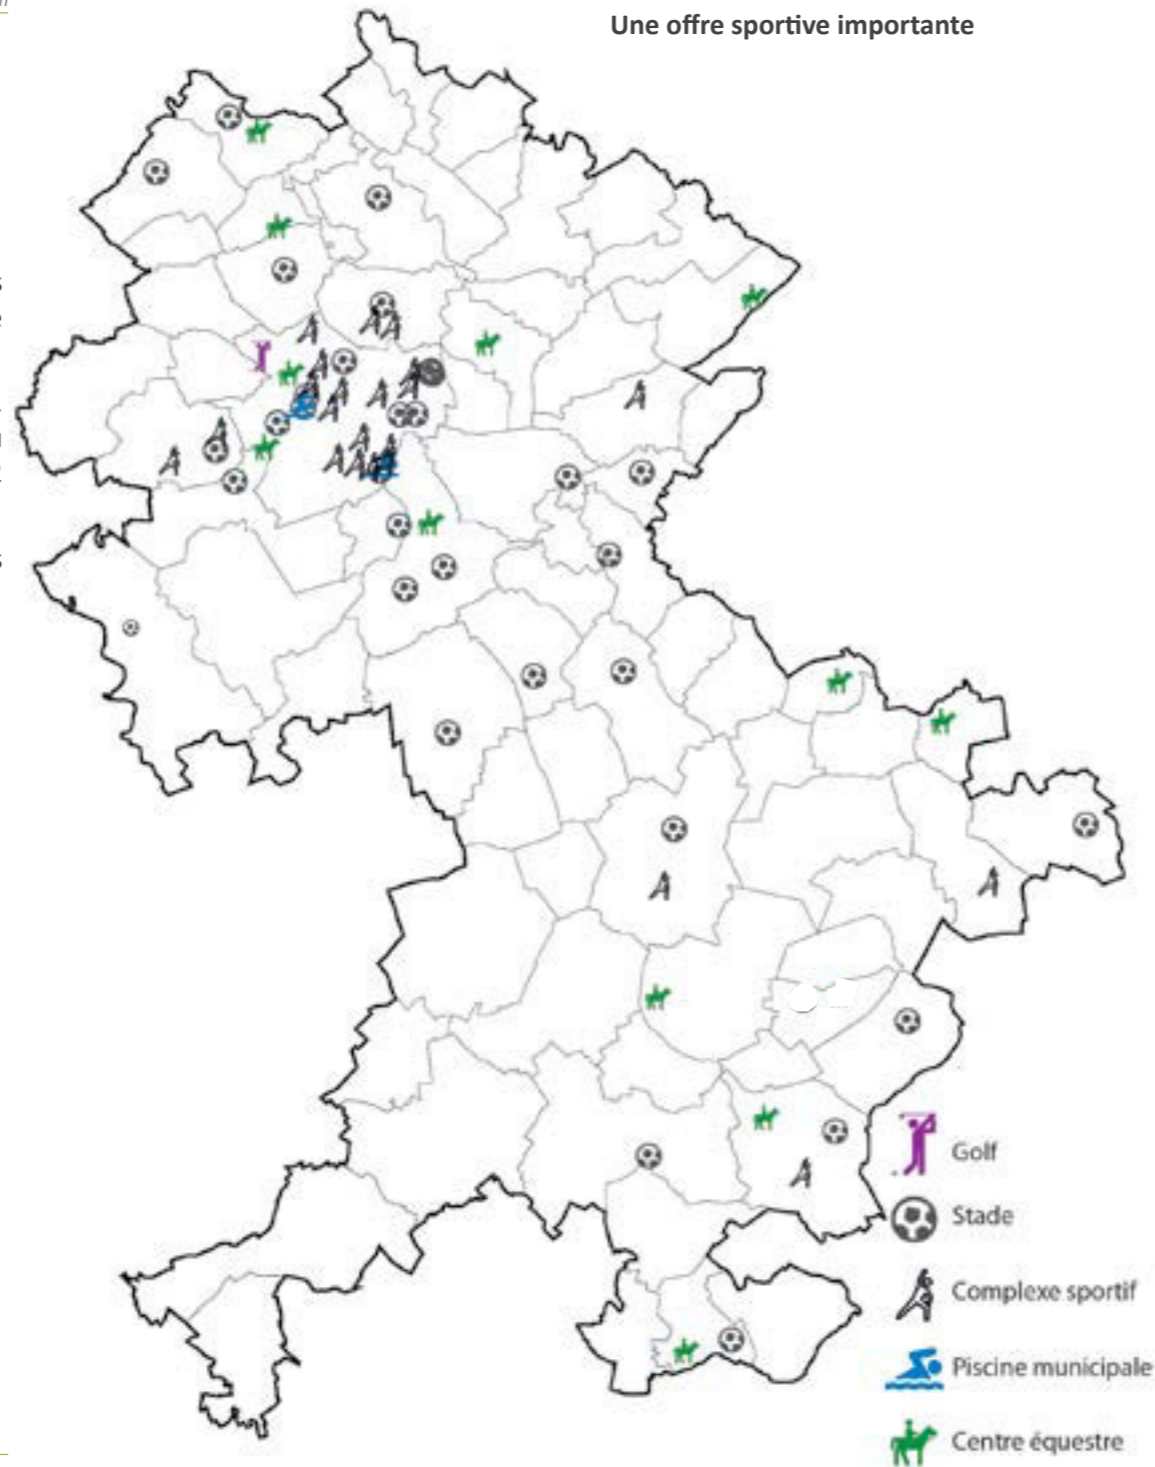 Une offre sportive importante
Golf
Stade
Complexe sportif
Piscine municipale
Centre équestre